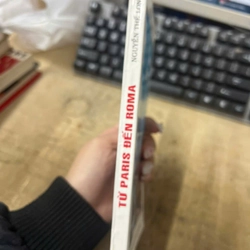 TỪ PARIS ĐẾN ROMA
NGUYỄN THẾ